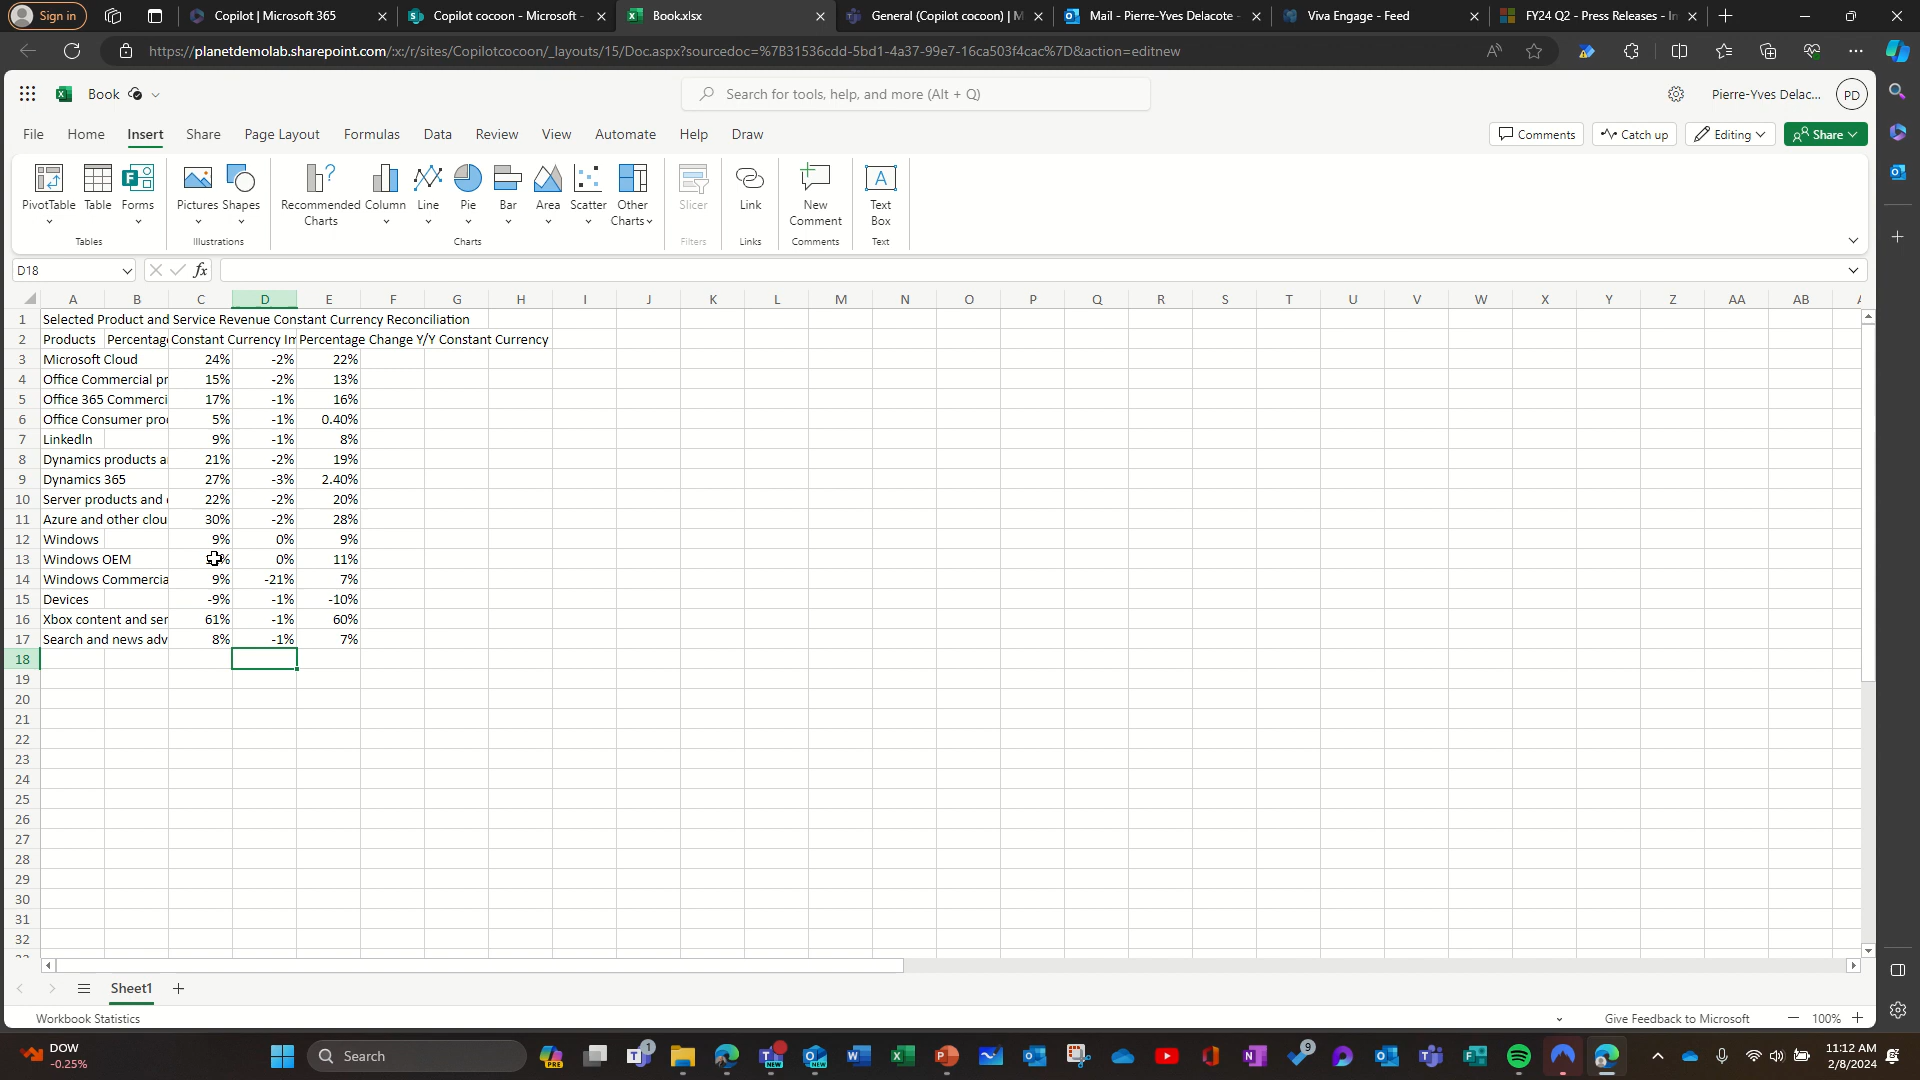 Sign in
Copilot | Microsoft 365
Copilot cocoon - Microsoft -
Book.xlsx
General (Copilot cocoon) | M
Mail - Pierre-Yves Delacote -
Viva Engage - Feed
FY24 Q2 - Press Releases - In
https://planetdemolab.sharepoint.com/:x:/r/sites/Copilotcocoon/_layouts/15/Doc.aspx?sourcedoc=%7B31536cdd-5bd1-4a37-99e7-16ca503f4cac%7D&action=editnew
Book
Search for tools, help, and more (Alt + Q)
Pierre-Yves Delac... PD
File Home Insert Share Page Layout Formulas Data Review View Automate Help Draw
Comments Catch up Editing Share
PivotTable Table Forms Pictures Shapes Recommended Charts Column Line Pie Bar Area Scatter Other Charts Slicer Link New Comment Text Box
Tables Illustrations Charts Filters Links Comments Text
D18 fx
A B C D E F G H I J K L M N O P Q R S T U V W X Y Z AA AB
1 Selected Product and Service Revenue Constant Currency Reconciliation
2 Products Percentag Constant Currency Im Percentage Change Y/Y Constant Currency
3 Microsoft Cloud 24% -2% 22%
4 Office Commercial pr 15% -2% 13%
5 Office 365 Commerci 17% -1% 16%
6 Office Consumer pro 5% -1% 0.40%
7 LinkedIn 9% -1% 8%
8 Dynamics products a 21% -2% 19%
9 Dynamics 365 27% -3% 2.40%
10 Server products and 22% -2% 20%
11 Azure and other clou 30% -2% 28%
12 Windows 9% 0% 9%
13 Windows OEM % 0% 11%
14 Windows Commercia 9% -21% 7%
15 Devices -9% -1% -10%
16 Xbox content and ser 61% -1% 60%
17 Search and news adv 8% -1% 7%
18
19
20
21
22
23
24
25
26
27
28
29
30
31
32
Sheet1
Workbook Statistics
Give Feedback to Microsoft
100%
DOW
-0.25%
Search
PRE
1
NEW
NEW
9
11:12 AM
2/8/2024